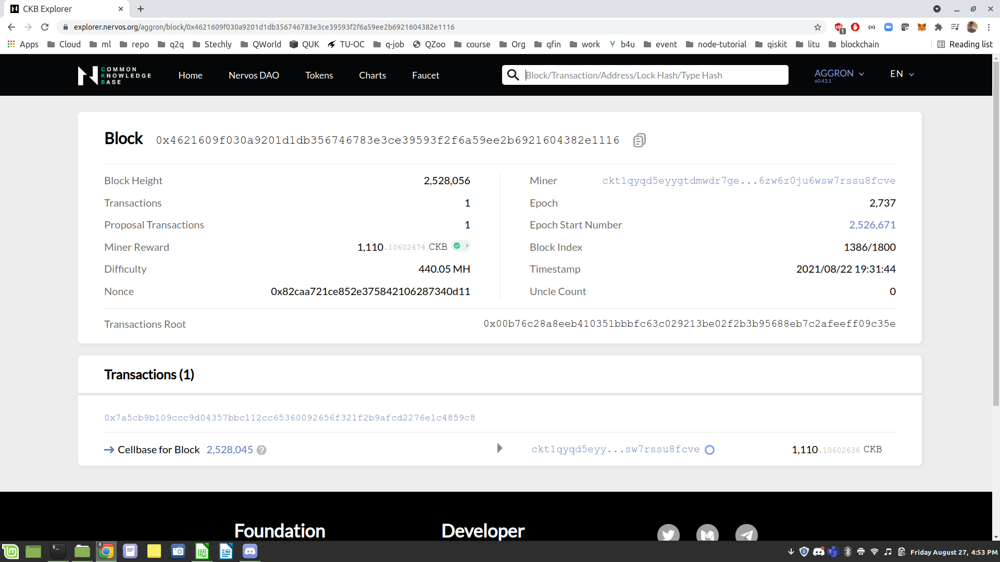 CKB Explorer
explorer.nervos.org/aggron/block/0x4621609f030a9201d1db356746783e3ce39593f2f6a59ee2b6921604382e1116
1
Apps Cloud ml repo q2q Stechly QWorld QUK TU-OC q-job QZoo course Org qfin work b4u event node-tutorial qiskit litu blockchain Reading list
COMMON KNOWLEDGE BASE
Home Nervos DAO Tokens Charts Faucet Block/Transaction/Address/Lock Hash/Type Hash AGGRON EN
v0.43.1
Block 0x4621609f030a9201d1db356746783e3ce39593f2f6a59ee2b6921604382e1116
Block Height 2,528,056 Miner ckt1qyqd5eyygtdmwdr7ge...6zw6z0ju6wsw7rssu8fcve
Transactions 1 Epoch 2,737
Proposal Transactions 1 Epoch Start Number 2,526,671
Miner Reward 1,110.10602474 CKB Block Index 1386/1800
Difficulty 440.05 MH Timestamp 2021/08/22 19:31:44
Nonce 0x82caa721ce852e375842106287340d11 Uncle Count 0
Transactions Root 0x00b76c28a8eeb410351bbbfc63c029213be02f2b3b95688eb7c2afeeff09c35e
Transactions (1)
0x7a5cb9b109ccc9d04357bbc112cc65360092656f321f2b9afcd2276e1c4859c8
Cellbase for Block 2,528,045 ? ckt1qyqd5eyy...sw7rssu8fcve 1,110.10602636 CKB
Foundation Developer
4 Friday August 27, 4:53 PM